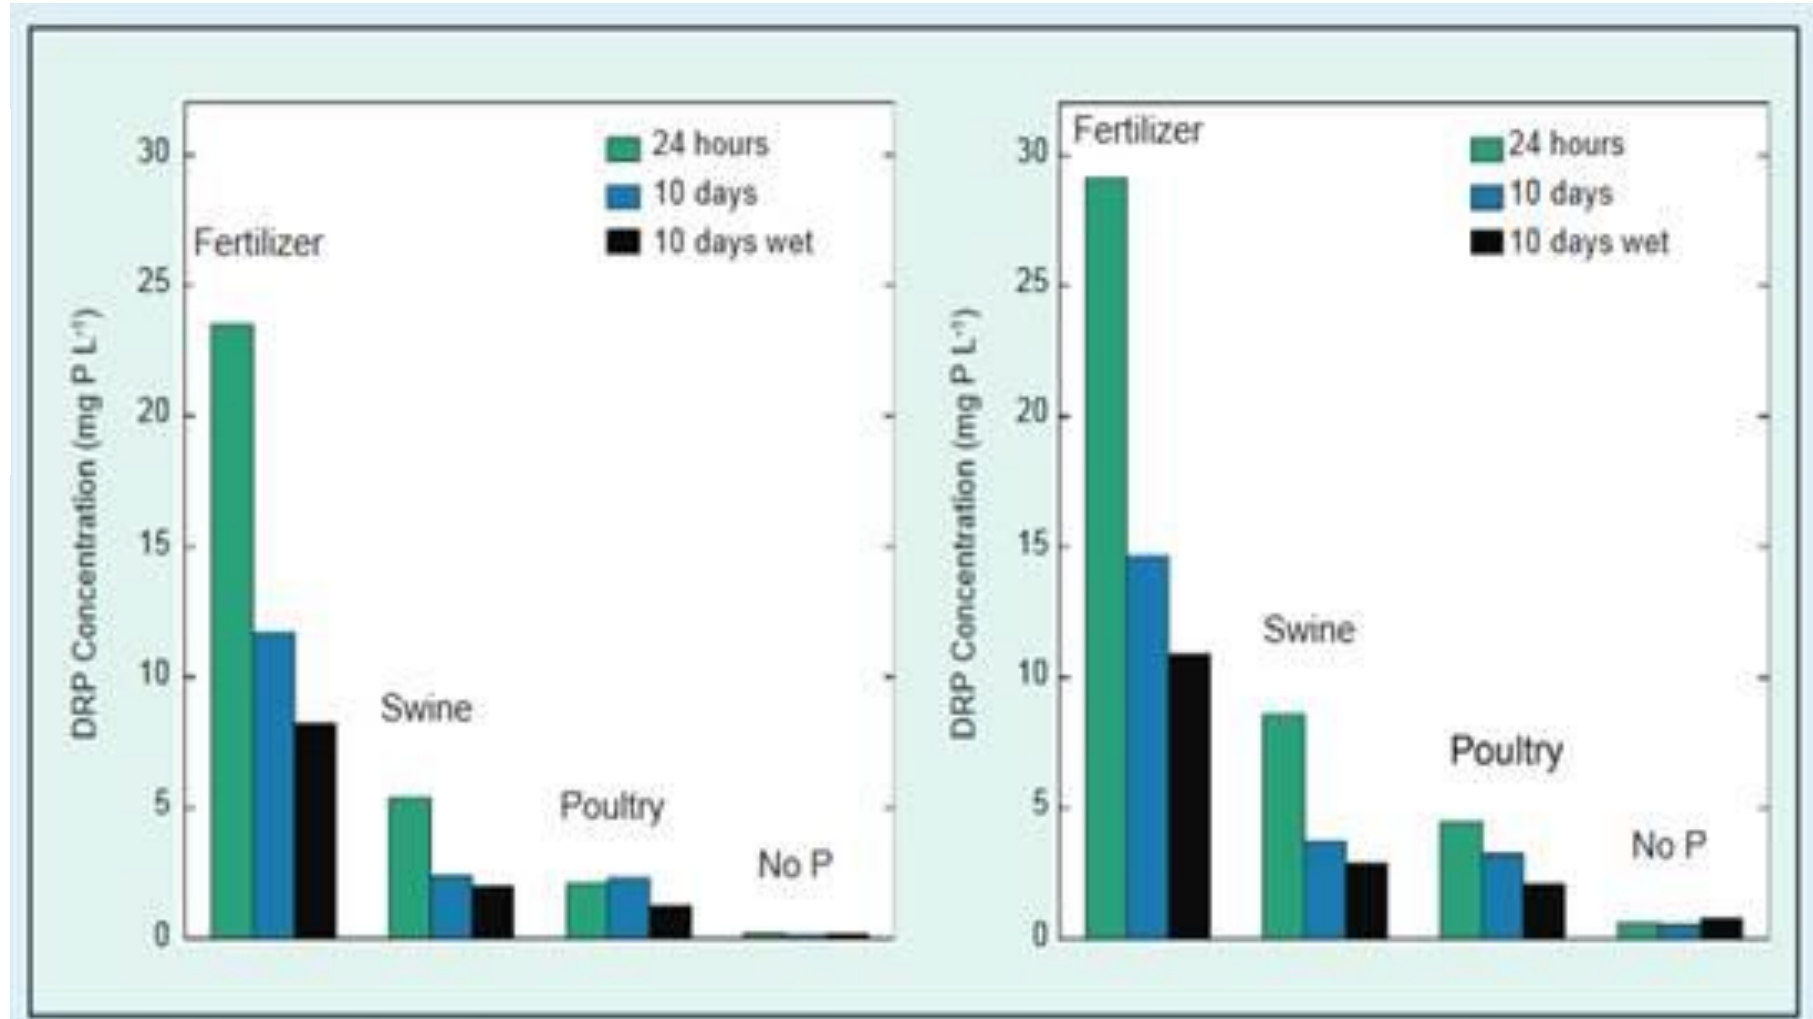 DRP Concentration (mg P L⁻¹)
30
25
20
15
10
5
0
Fertilizer
Swine
Poultry
No P
24 hours
10 days
10 days wet
DRP Concentration (mg P L⁻¹)
30
25
20
15
10
5
0
Fertilizer
Swine
Poultry
No P
24 hours
10 days
10 days wet